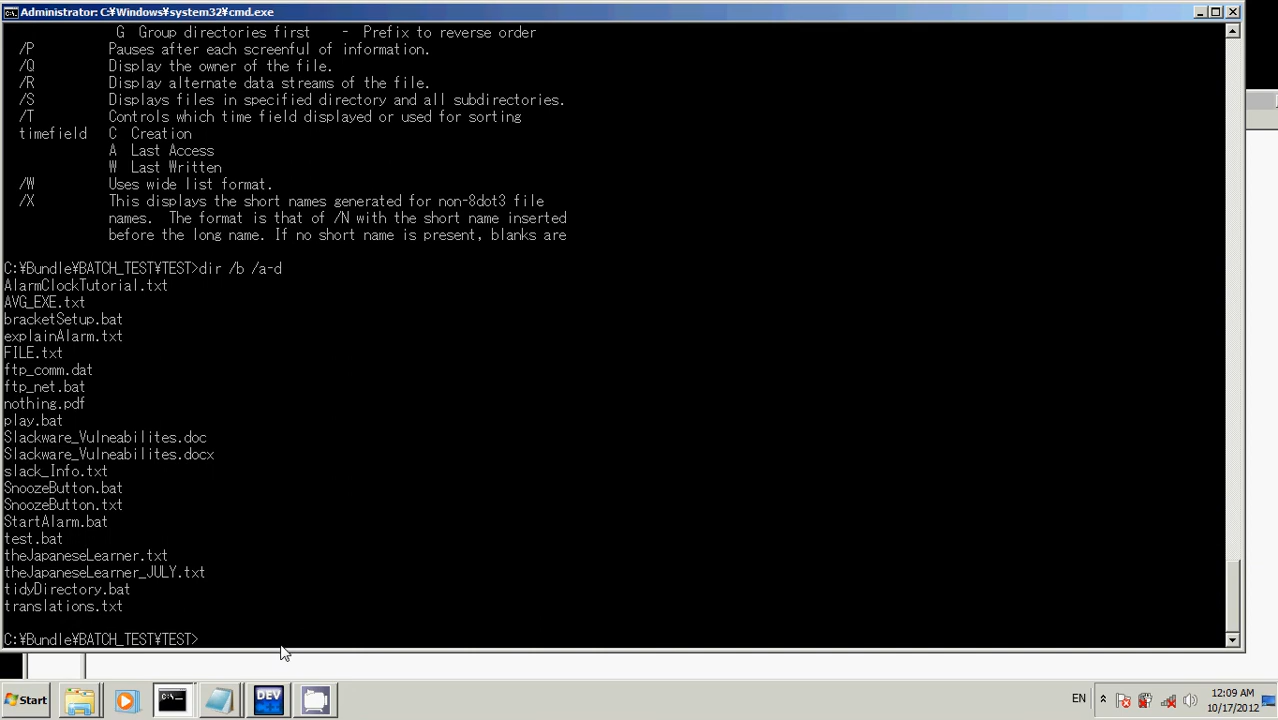 Administrator: C:¥Windows¥system32¥cmd.exe
G Group directories first - Prefix to reverse order
/P Pauses after each screenful of information.
/Q Display the owner of the file.
/R Display alternate data streams of the file.
/S Displays files in specified directory and all subdirectories.
/T Controls which time field displayed or used for sorting
timefield C Creation
A Last Access
W Last Written
/W Uses wide list format.
/X This displays the short names generated for non-8dot3 file
names. The format is that of /N with the short name inserted
before the long name. If no short name is present, blanks are
C:¥Bundle¥BATCH_TEST¥TEST>dir /b /a-d
AlarmClockTutorial.txt
AVG_EXE.txt
bracketSetup.bat
explainAlarm.txt
FILE.txt
ftp_comm.dat
ftp_net.bat
nothing.pdf
play.bat
Slackware_Vulneabilites.doc
Slackware_Vulneabilites.docx
slack_Info.txt
SnoozeButton.bat
SnoozeButton.txt
StartAlarm.bat
test.bat
theJapaneseLearner.txt
theJapaneseLearner_JULY.txt
tidyDirectory.bat
translations.txt
C:¥Bundle¥BATCH_TEST¥TEST>
Start
C:\
DEV
EN
12:09 AM
10/17/2012